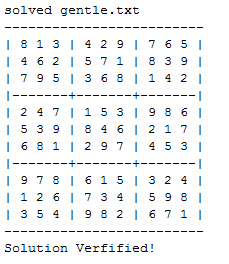 solved gentle.txt
-------------------------
| 8 1 3 | 4 2 9 | 7 6 5 |
| 4 6 2 | 5 7 1 | 8 3 9 |
| 7 9 5 | 3 6 8 | 1 4 2 |
|-------+-------+-------|
| 2 4 7 | 1 5 3 | 9 8 6 |
| 5 3 9 | 8 4 6 | 2 1 7 |
| 6 8 1 | 2 9 7 | 4 5 3 |
|-------+-------+-------|
| 9 7 8 | 6 1 5 | 3 2 4 |
| 1 2 6 | 7 3 4 | 5 9 8 |
| 3 5 4 | 9 8 2 | 6 7 1 |
-------------------------
Solution Verfified!